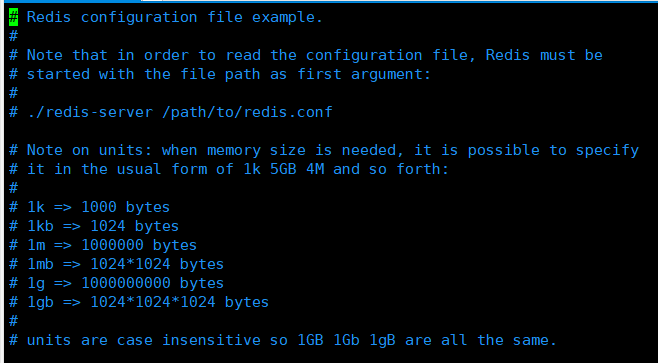 # Redis configuration file example.
#
# Note that in order to read the configuration file, Redis must be
# started with the file path as first argument:
#
# ./redis-server /path/to/redis.conf

# Note on units: when memory size is needed, it is possible to specify
# it in the usual form of 1k 5GB 4M and so forth:
#
# 1k => 1000 bytes
# 1kb => 1024 bytes
# 1m => 1000000 bytes
# 1mb => 1024*1024 bytes
# 1g => 1000000000 bytes
# 1gb => 1024*1024*1024 bytes
#
# units are case insensitive so 1GB 1Gb 1gB are all the same.